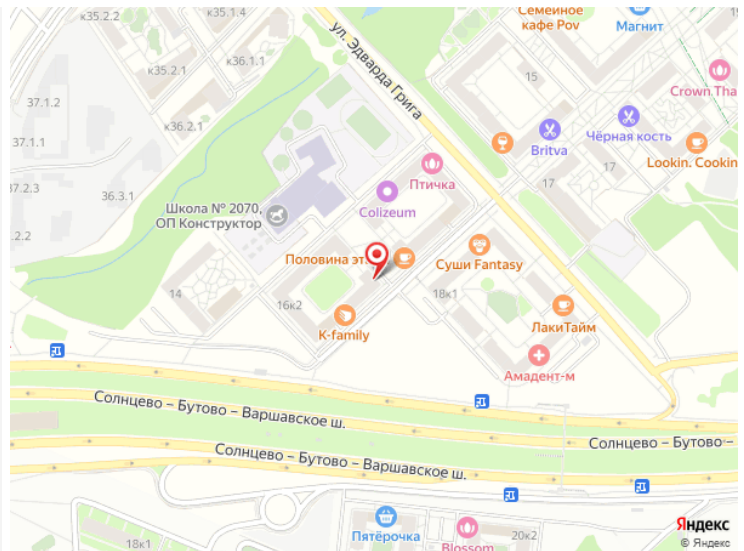 к35.1.4
Семейное
кафе Pov
Магнит
к35.2.2
ул. Эдварда Грига
к35.2.1
к36.1.1
15
Crown Tha
37.1.2
37.1.1
к36.2.1
Britva
Чёрная кость
Lookin. Cookin
Птичка
17
17
37.2.3
36.3.1
Colizeum
Школа № 2070,
ОП Конструктор
2.2
Половина эт
Суши Fantasy
14
16к2
18к1
K-family
ЛакиТайм
Амадент-м
Солнцево – Бутово – Варшавское ш.
Солнцево – Бутово –
Солнцево – Бутово – Варшавское ш.
Пятёрочка
18к1
Blossom
20к2
Яндекс
© Яндекс